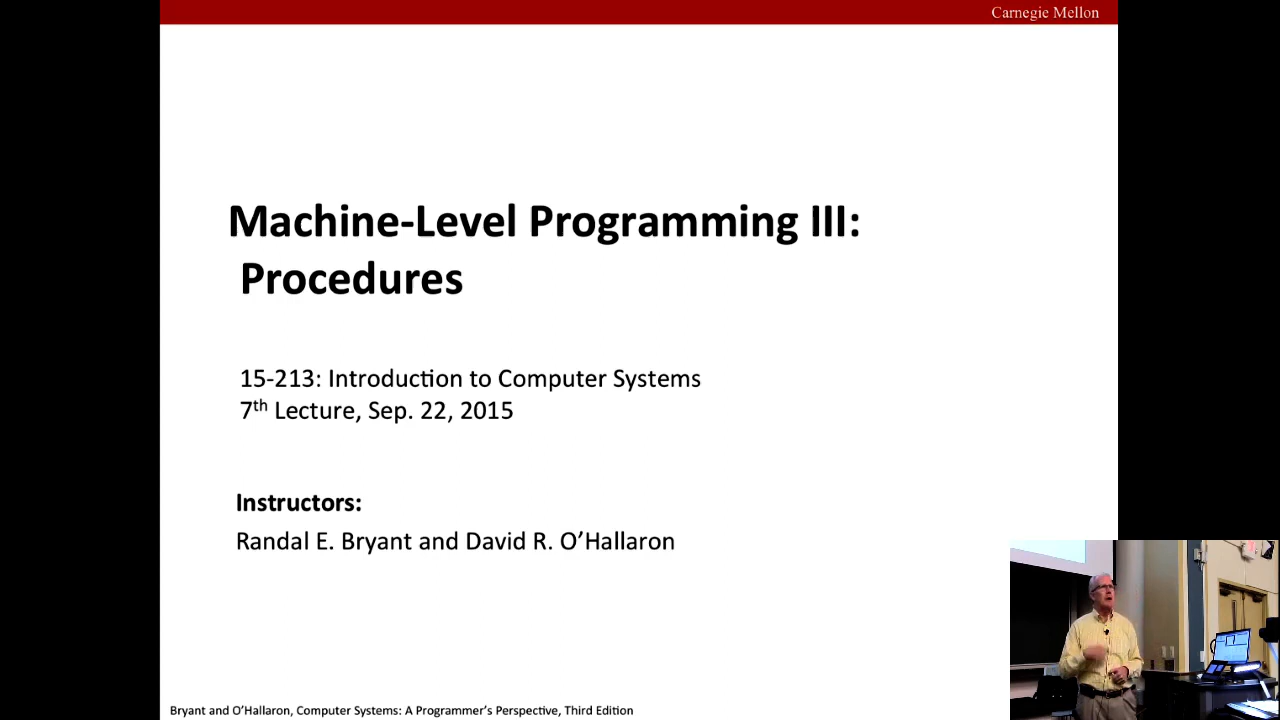 Carnegie Mellon
Machine-Level Programming III:
Procedures
15-213: Introduction to Computer Systems
7th Lecture, Sep. 22, 2015
Instructors:
Randal E. Bryant and David R. O’Hallaron
Bryant and O’Hallaron, Computer Systems: A Programmer’s Perspective, Third Edition